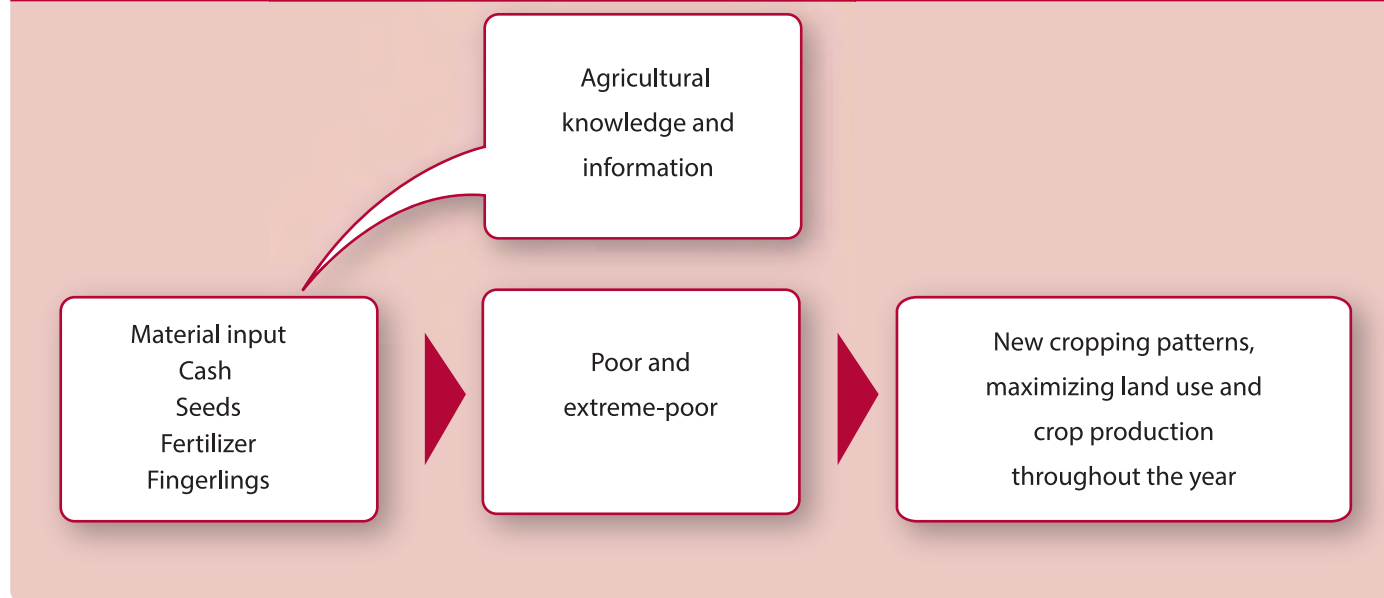 Agricultural
knowledge and
information
Material input
Cash
Seeds
Fertilizer
Fingerlings
Poor and
extreme-poor
New cropping patterns,
maximizing land use and
crop production
throughout the year